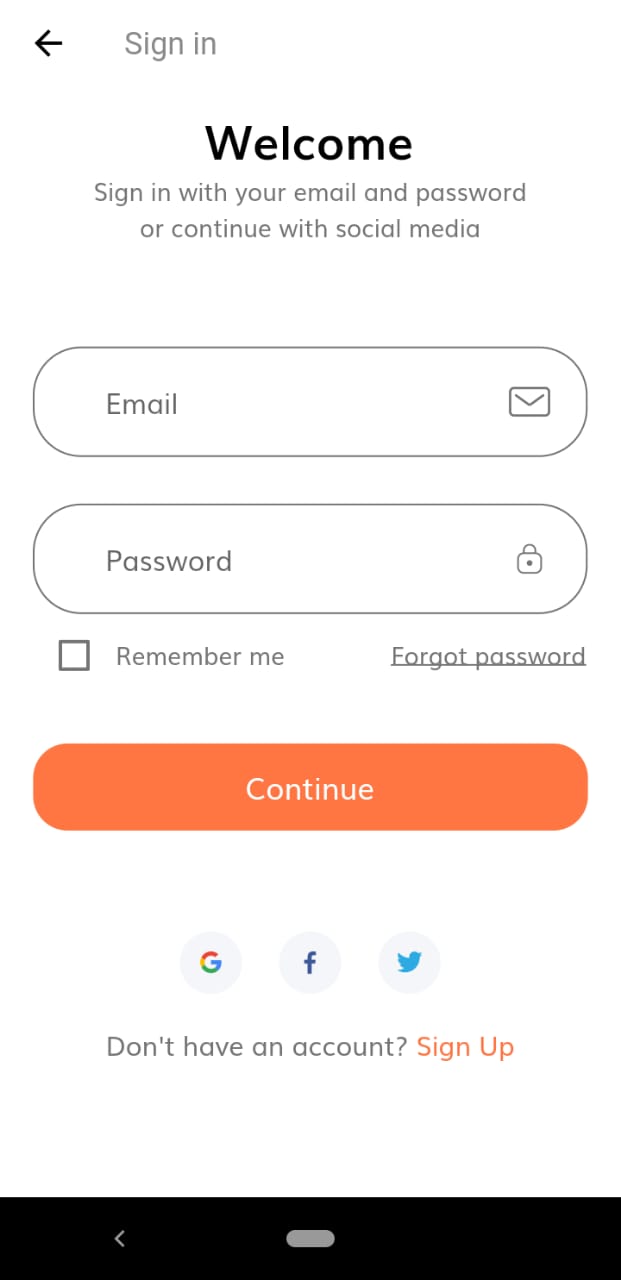 Sign in
Welcome
Sign in with your email and password
or continue with social media
Email
Password
Remember me
Forgot password
Continue
Don't have an account? Sign Up